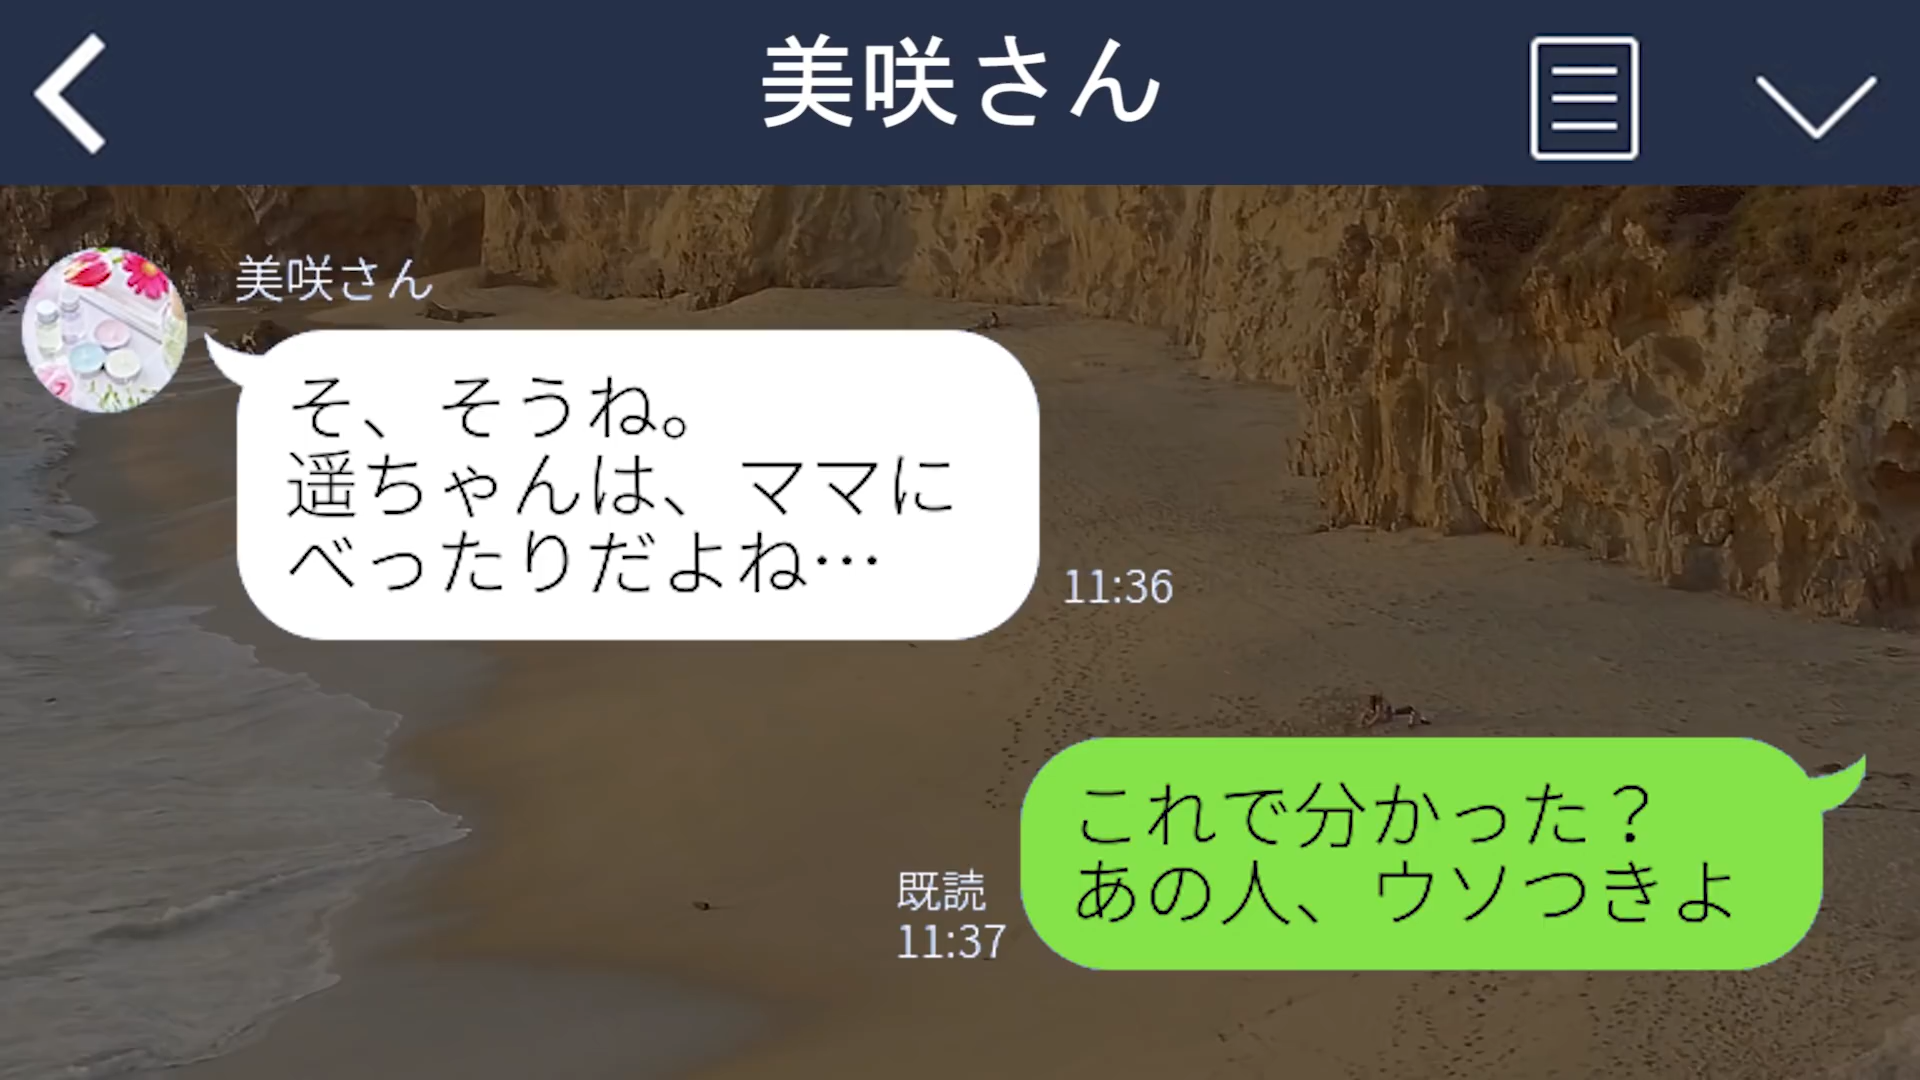 美咲さん
美咲さん
そ、そうね。
遥ちゃんは、ママに
べったりだよね…
11:36
これで分かった？
あの人、ウソつきよ
既読
11:37